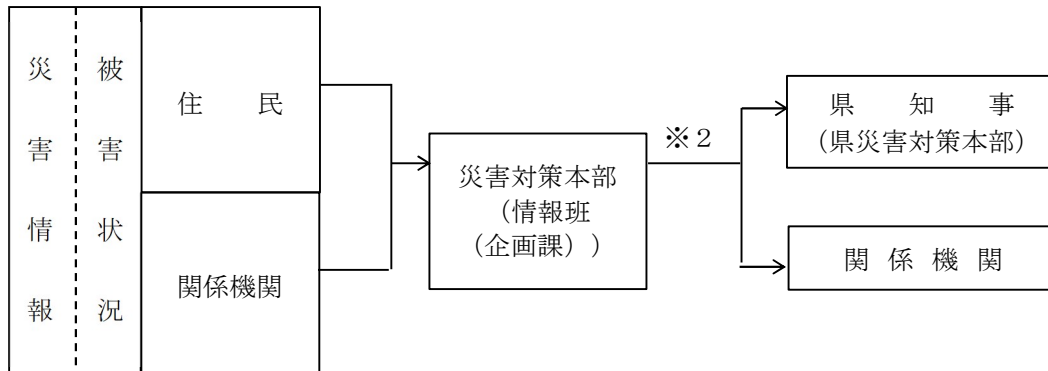 災害情報
被害状況
住　　民
関係機関
災害対策本部
（情報班
（企画課））
※２
県　知　事
（県災害対策本部）
関 係 機 関